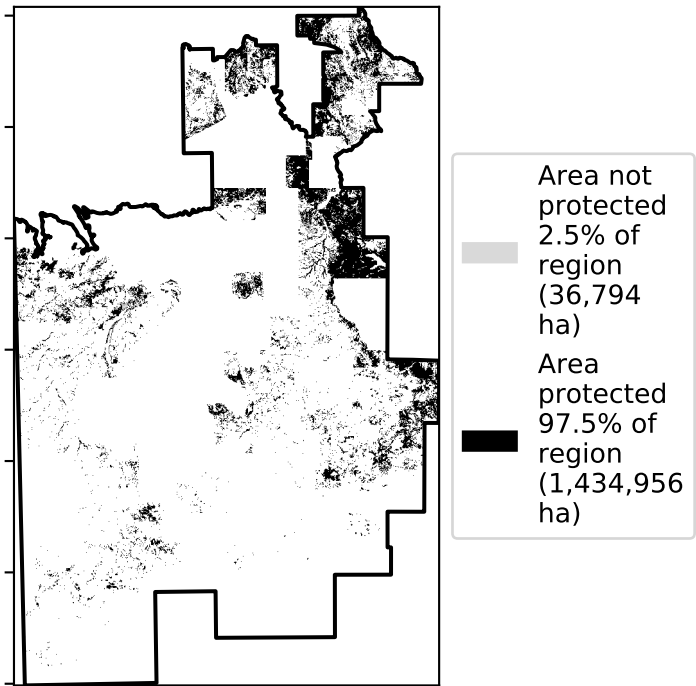 Area not
protected
2.5% of
region
(36,794
ha)
Area
protected
97.5% of
region
(1,434,956
ha)